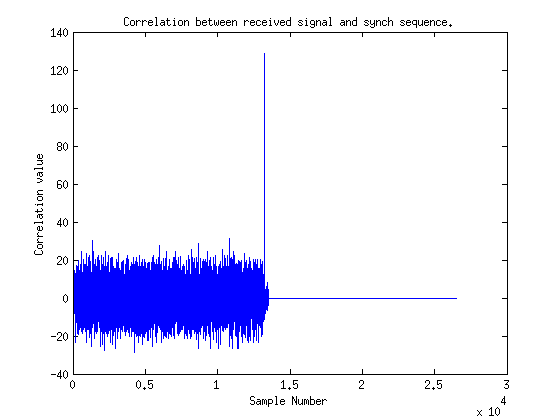 Correlation between received signal and synch sequence.
140
120
100
80
60
40
20
0
-20
-40
Correlation value
0 0.5 1 1.5 2 2.5 3
Sample Number
x 10
4